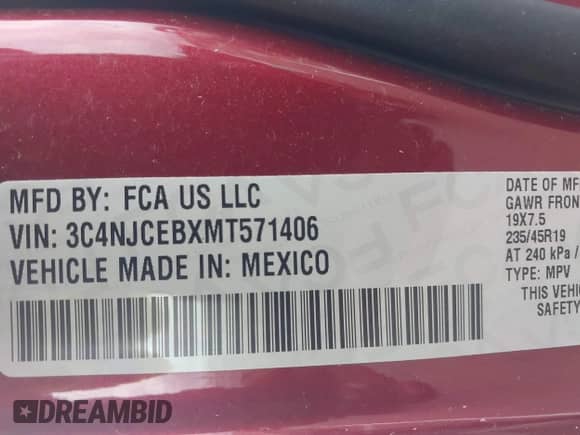 MFD BY: FCA US LLC
VIN: 3C4NJCEBXMT571406
VEHICLE MADE IN: MEXICO
DATE OF MF
GAWR FRON
19X7.5
235/45R19
AT 240 kPa /
TYPE: MPV
THIS VEHI
SAFETY
DREAMBID